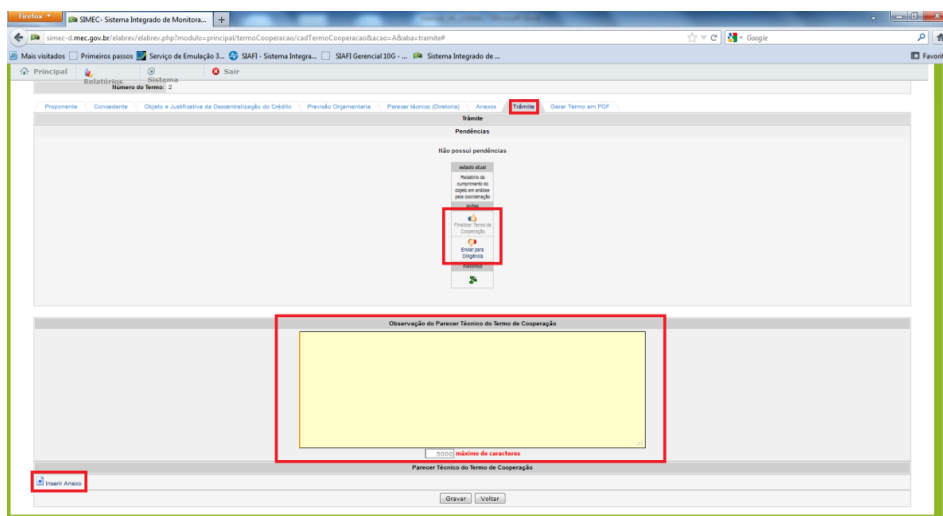 Firefox
SIMEC- Sistema Integrado de Monitora...
simec-d.mec.gov.br/elabrev/elabrev.php?modulo=principal/termoCooperacao/cadTermoCooperacao&acao=A&aba=tramite#
Google
Mais visitados Primeiros passos Serviço de Emulação 3... SIAFI - Sistema Integra... SIAFI Gerencial 10G - ... Sistema Integrado de ...
Favorit
Principal Relatórios Sistema Sair
Número do Termo: 2
Proponente Concedente Objeto e Justificativa da Descentralização do Crédito Previsão Orçamentária Parecer técnico (Diretoria) Anexos Trâmite Gerar Termo em PDF
Trâmite
Pendências
Não possui pendências
estado atual
Relatório de
cumprimento do
objeto em análise
pela coordenação
ações
Finalizar Termo de
Cooperação
Enviar para
Diligência
histórico
Observação do Parecer Técnico do Termo de Cooperação
5000 máximo de caracteres
Parecer Técnico do Termo de Cooperação
Inserir Anexo
Gravar Voltar